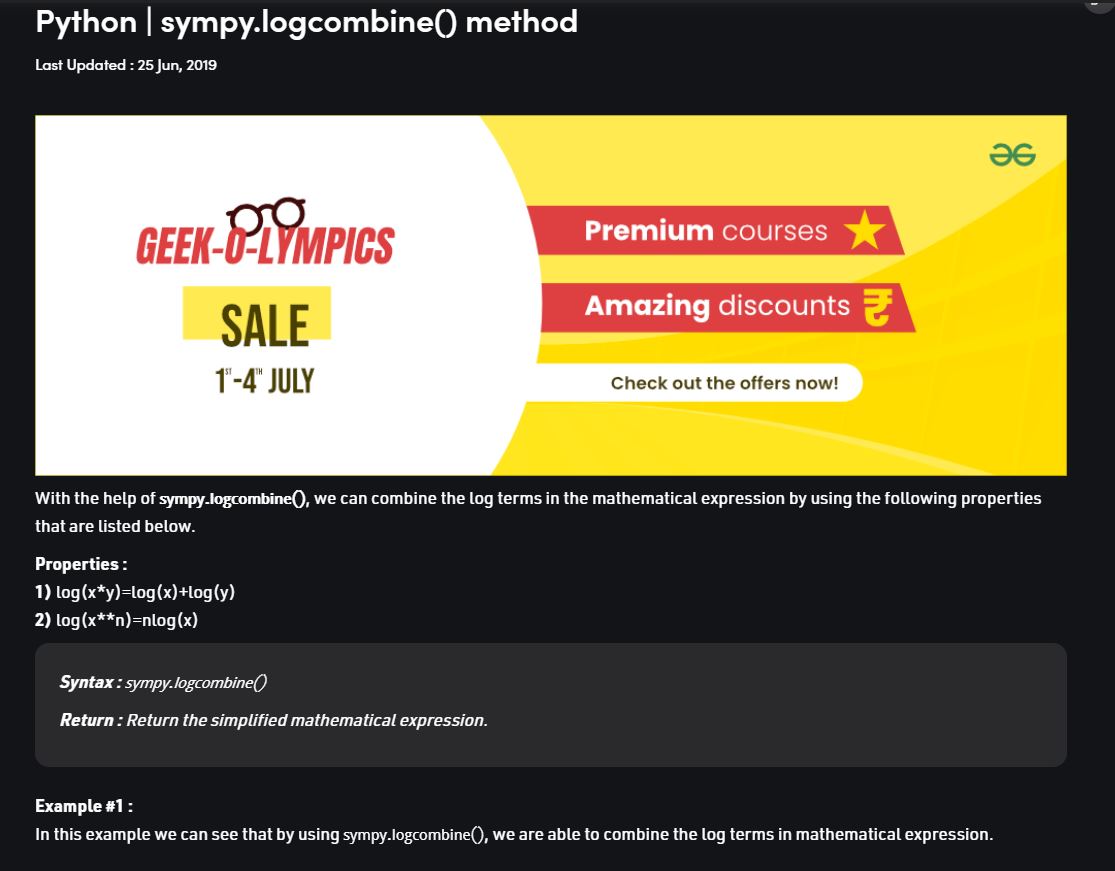 Python | sympy.logcombine() method
Last Updated : 25 Jun, 2019
GEEK-O-LYMPICS
SALE
1ST-4TH JULY
Premium courses
Amazing discounts ₹
Check out the offers now!
With the help of sympy.logcombine(), we can combine the log terms in the mathematical expression by using the following properties
that are listed below.
Properties :
1) log(x*y)=log(x)+log(y)
2) log(x**n)=nlog(x)
Syntax : sympy.logcombine()
Return : Return the simplified mathematical expression.
Example #1 :
In this example we can see that by using sympy.logcombine(), we are able to combine the log terms in mathematical expression.